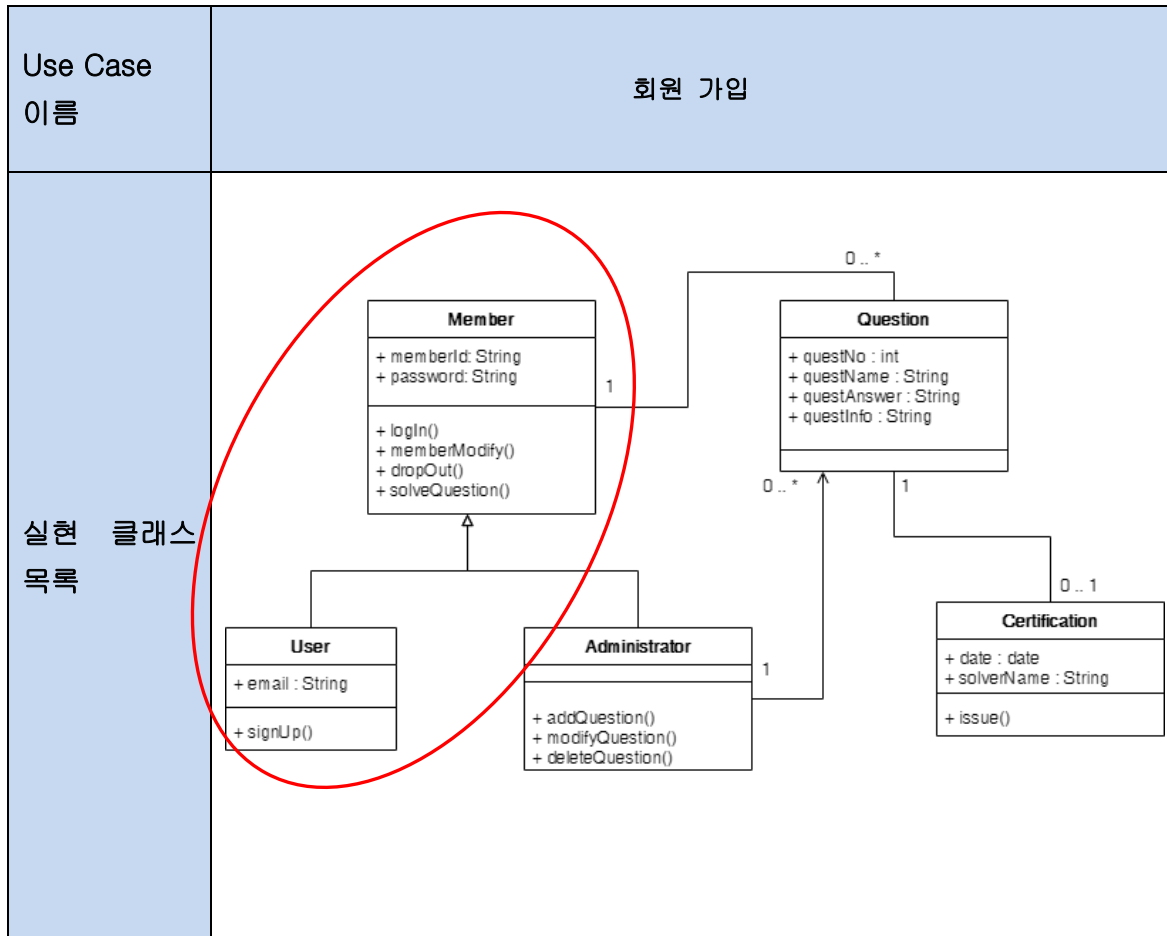 Use Case
이름
회원 가입
실현 클래스
목록
0 .. *
Member
+ memberId: String
+ password: String
1
+ logIn()
+ memberModify()
+ dropOut()
+ solveQuestion()
Question
+ questNo : int
+ questName : String
+ questAnswer : String
+ questInfo : String
0 .. *
1
0 .. 1
User
+ email : String
+ signUp()
Administrator
1
+ addQuestion()
+ modifyQuestion()
+ deleteQuestion()
Certification
+ date : date
+ solverName : String
+ issue()